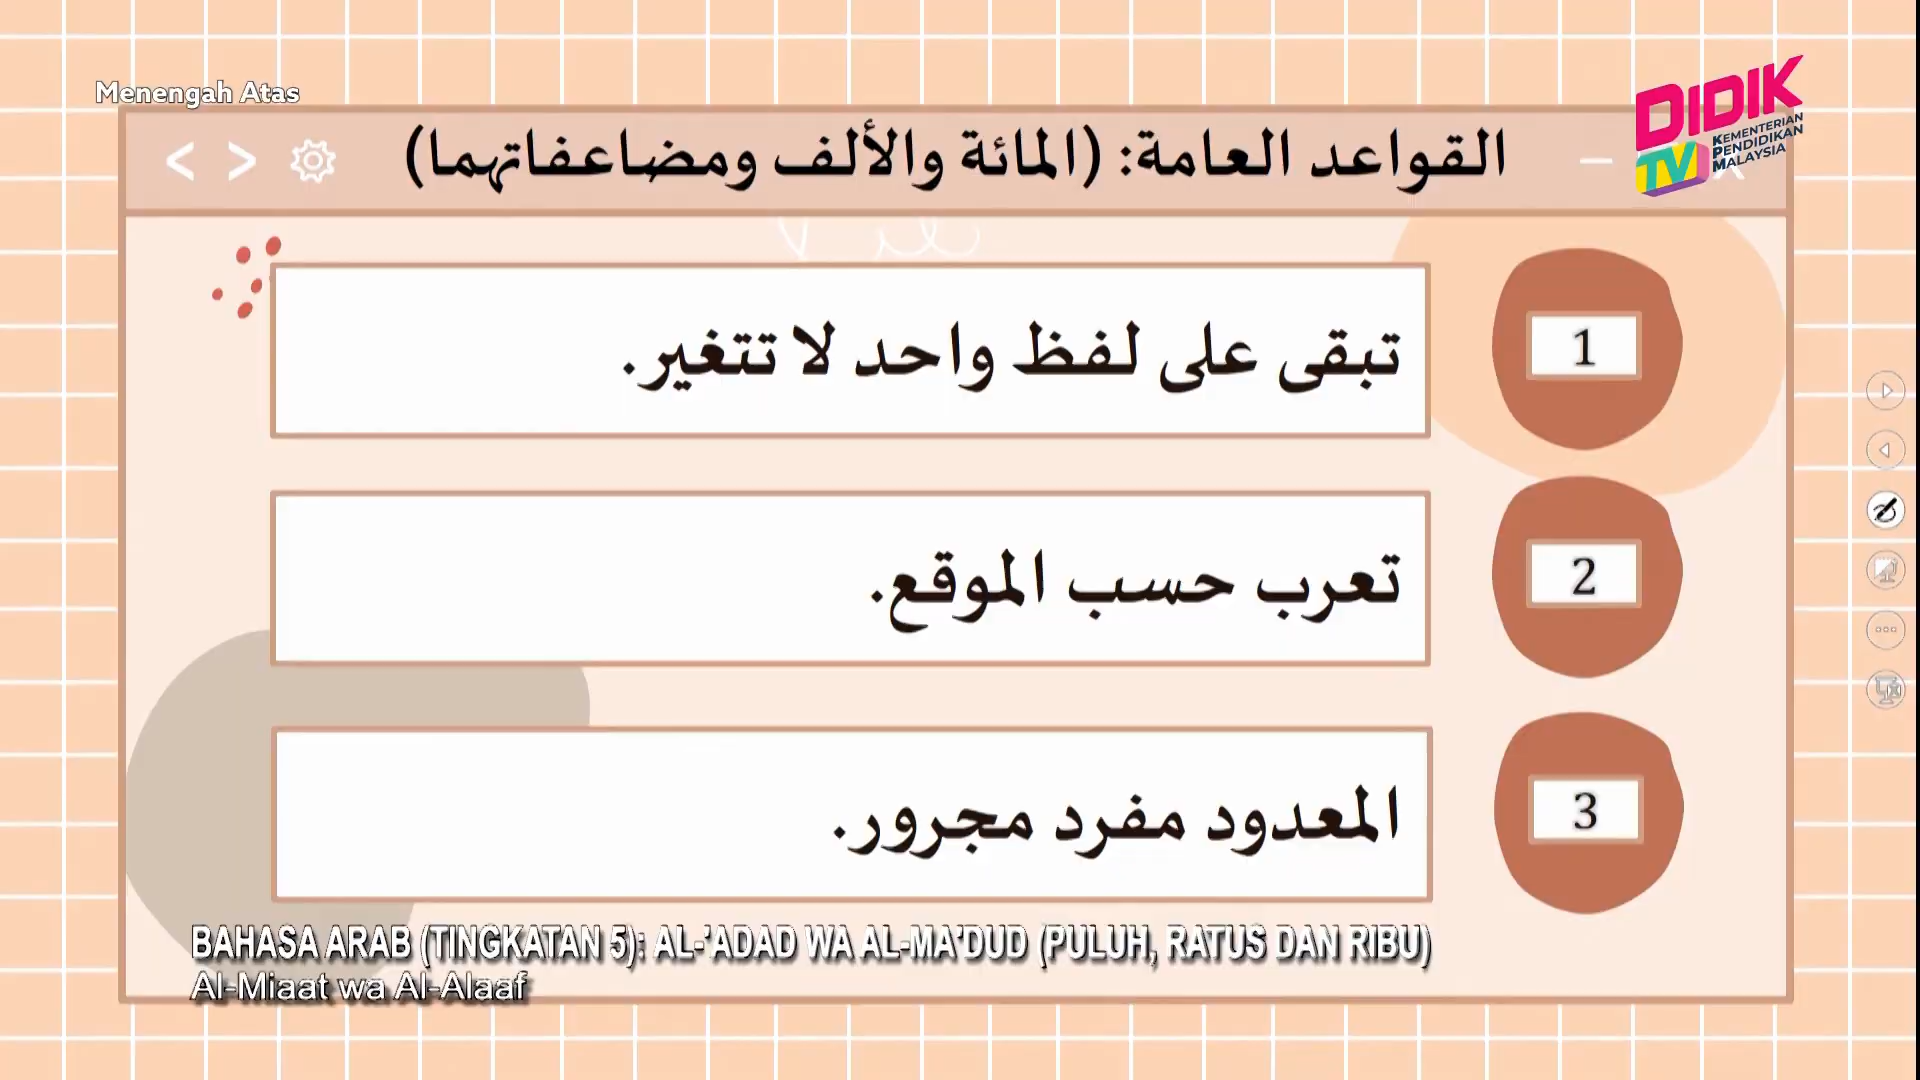 Menengah Atas
القواعد العامة: (المائة والألف ومضاعفاتهما)
DIDIK
TV
KEMENTERIAN
PENDIDIKAN
MALAYSIA
1
تبقى على لفظ واحد لا تتغير.
2
تعرب حسب الموقع.
3
المعدود مفرد مجرور.
BAHASA ARAB (TINGKATAN 5): AL-'ADAD WA AL-MA'DUD (PULUH, RATUS DAN RIBU)
Al-Miaat wa Al-Alaaf